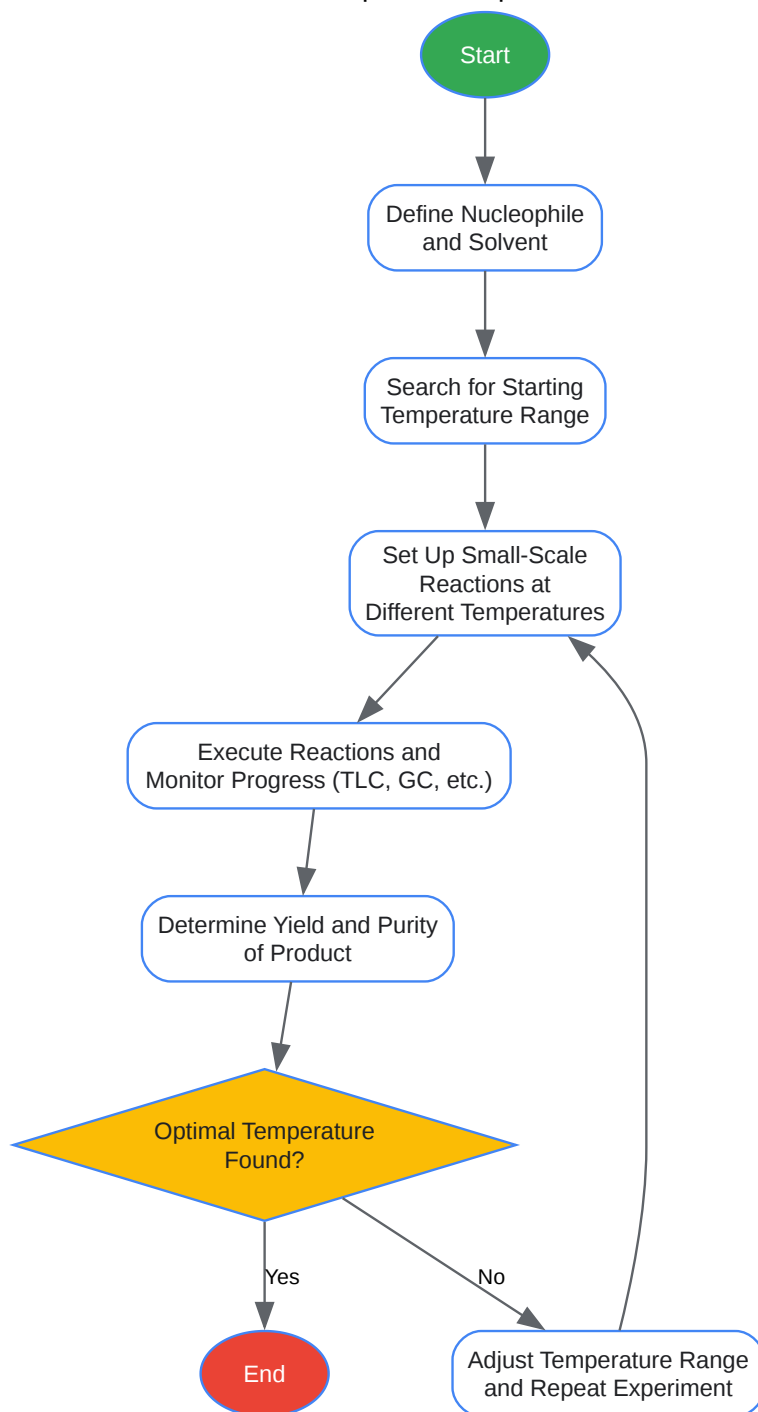 Start
Define Nucleophile
and Solvent
Search for Starting
Temperature Range
Set Up Small-Scale
Reactions at
Different Temperatures
Execute Reactions and
Monitor Progress (TLC, GC, etc.)
Determine Yield and Purity
of Product
Optimal Temperature
Found?
Yes
No
End
Adjust Temperature Range
and Repeat Experiment